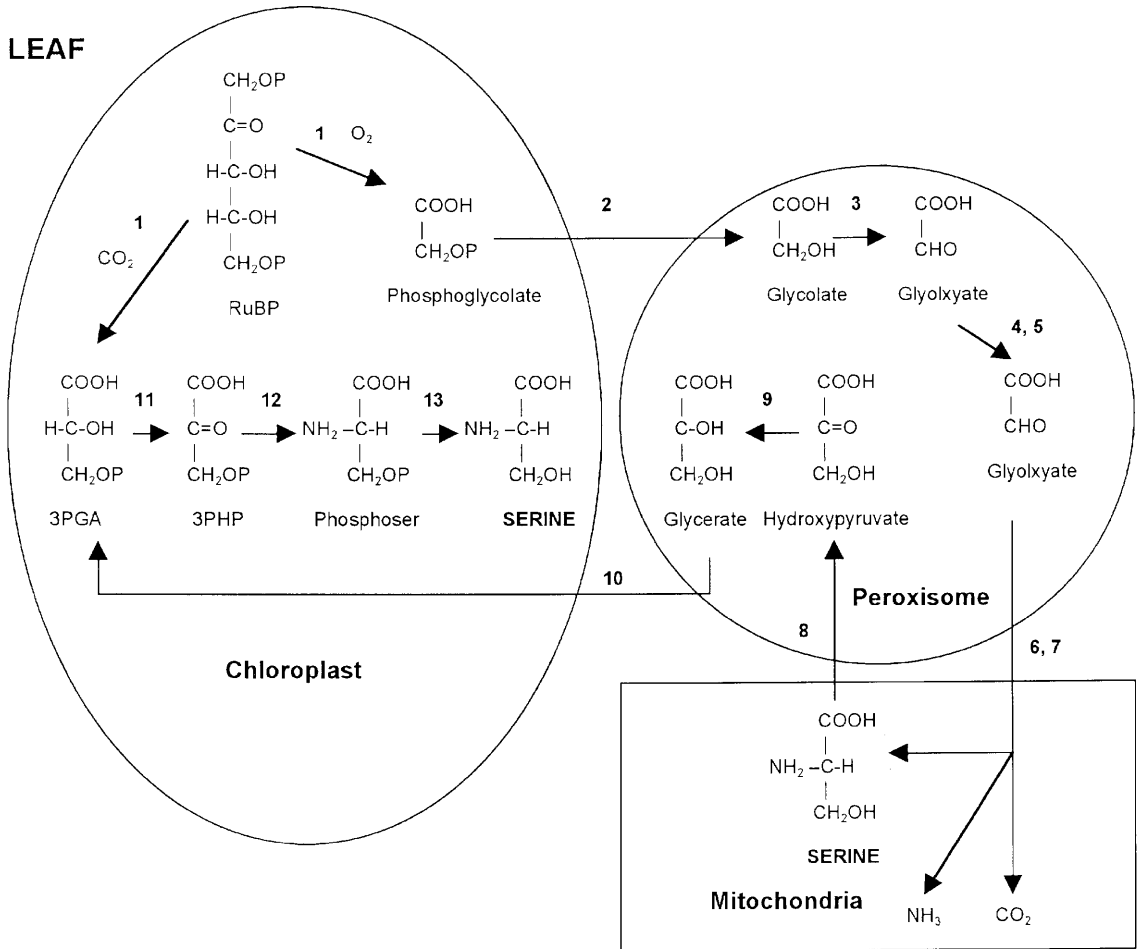 LEAF
CH₂OP
C=O
H-C-OH
H-C-OH
CH₂OP
RuBP
1 O₂
1
CO₂
COOH
CH₂OP
Phosphoglycolate
2
COOH
CH₂OH
Glycolate
3
COOH
CHO
Glyolxyate
4, 5
COOH
CHO
Glyolxyate
COOH
H-C-OH
CH₂OP
3PGA
11
COOH
C=O
CH₂OP
3PHP
12
COOH
NH₂-C-H
CH₂OP
Phosphoser
13
COOH
NH₂-C-H
CH₂OH
SERINE
COOH
C-OH
CH₂OH
Glycerate
9
COOH
C=O
CH₂OH
Hydroxypyruvate
10
Peroxisome
8
6, 7
Chloroplast
COOH
NH₂-C-H
CH₂OH
SERINE
Mitochondria
NH₃
CO₂